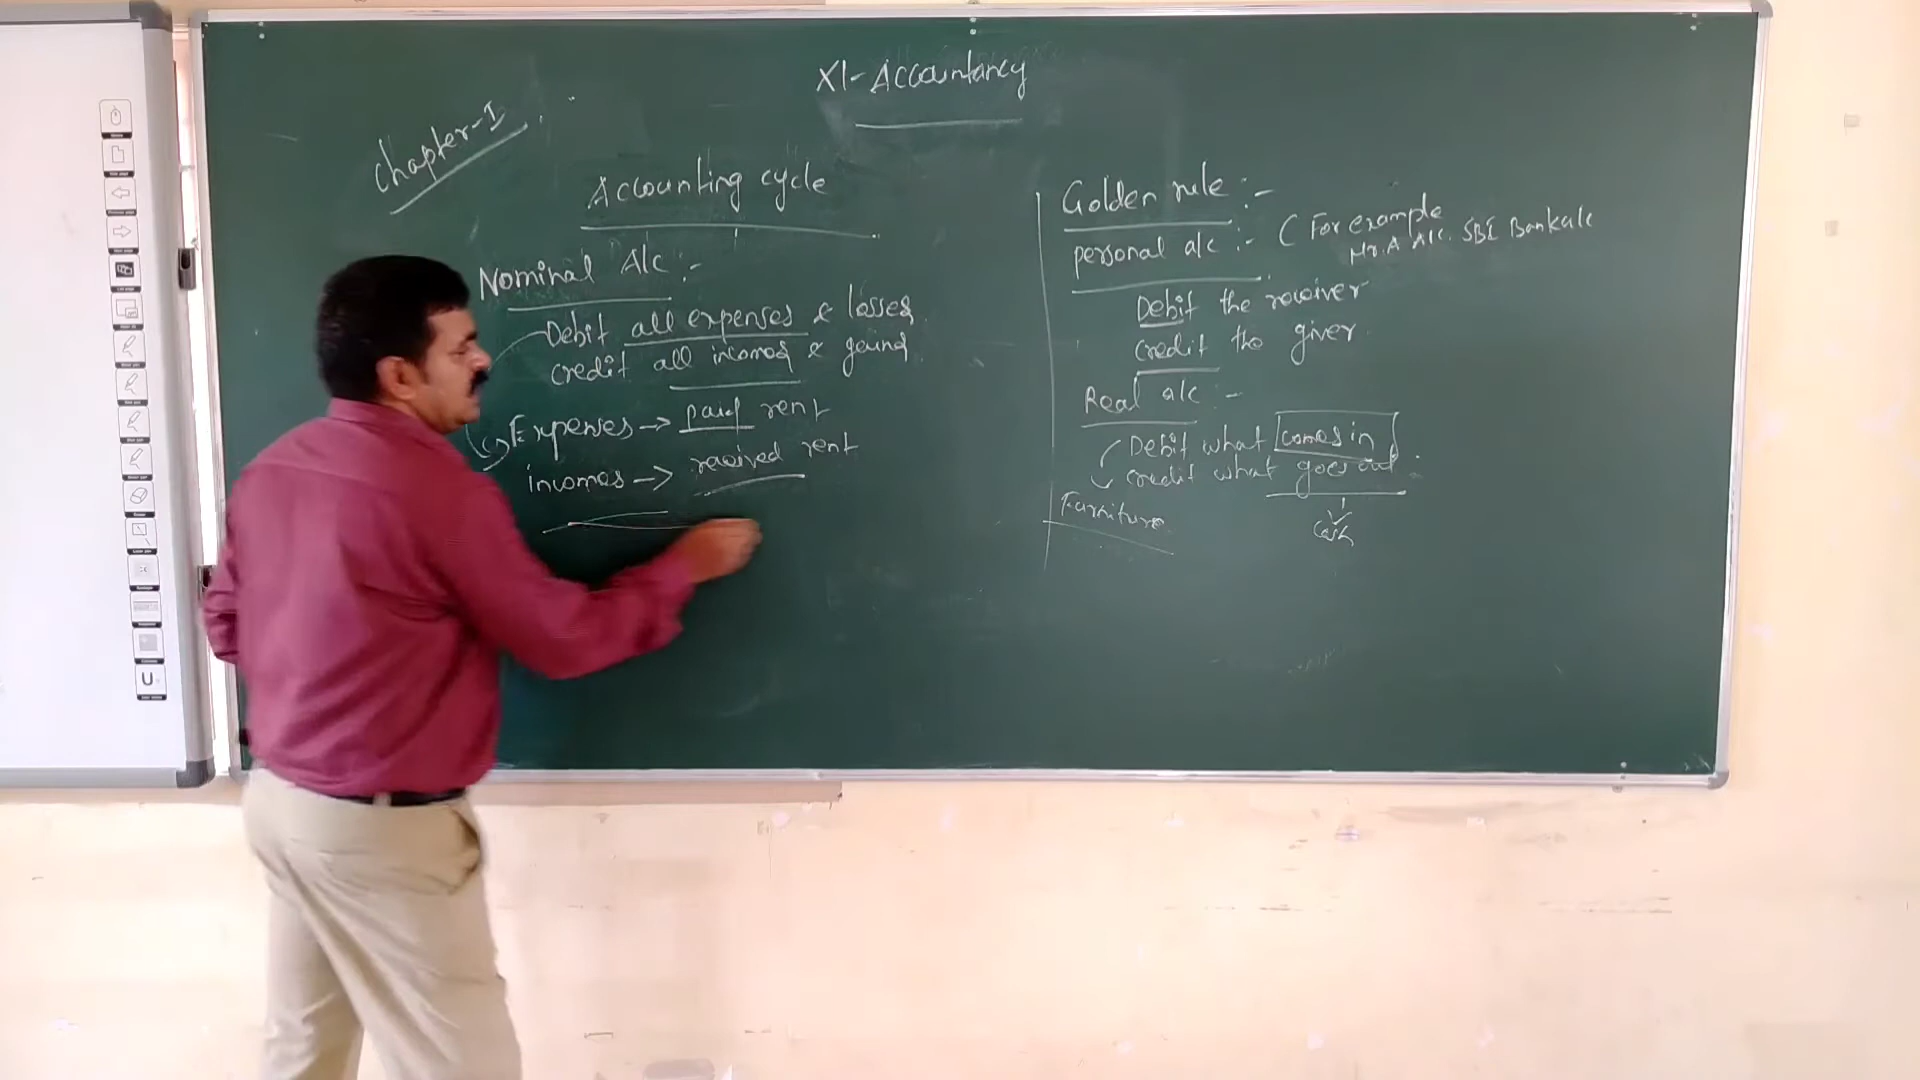 XI-Accountancy
Chapter-I
Accounting cycle
Nominal A/c :-
Debit all expenses & losses
credit all incomes & gains
Expenses → paid rent
incomes → received rent
Golden rule :-
personal a/c :- ( For example
Mr. A A/c. SBI Bank a/c
Debit the receiver
credit the giver
Real a/c :-
Debit what comes in
credit what goes out.
Furniture
cash
U